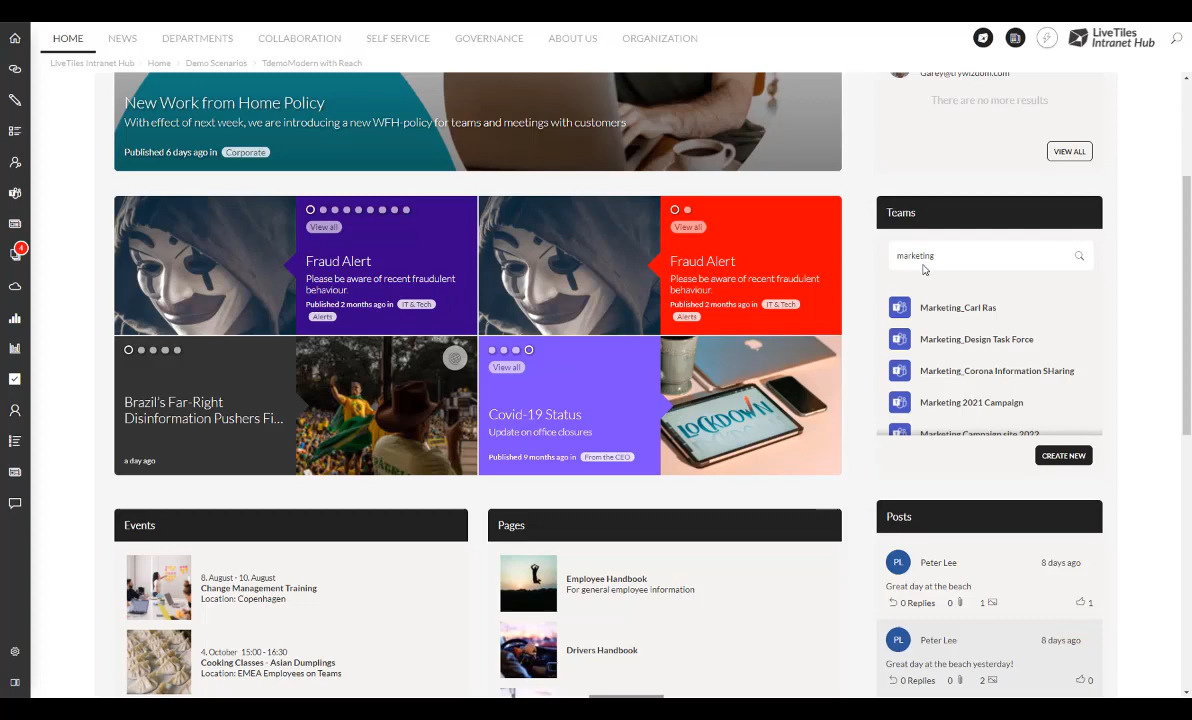 HOME
NEWS
DEPARTMENTS
COLLABORATION
SELF SERVICE
GOVERNANCE
ABOUT US
ORGANIZATION
LiveTiles
Intranet Hub
LiveTiles Intranet Hub
Home
Demo Scenarios
TdemoModern with Reach
Garey@trywizdom.com
There are no more results
VIEW ALL
New Work from Home Policy
With effect of next week, we are introducing a new WFH-policy for teams and meetings with customers
Published 6 days ago in Corporate
View all
Fraud Alert
Please be aware of recent fraudulent
behaviour.
Published 2 months ago in IT & Tech
Alerts
View all
Fraud Alert
Please be aware of recent fraudulent
behaviour.
Published 2 months ago in IT & Tech
Alerts
Brazil's Far-Right
Disinformation Pushers Fi...
a day ago
View all
Covid-19 Status
Update on office closures
Published 9 months ago in From the CEO
LOCKDOWN
Teams
marketing
Marketing_Carl Ras
Marketing_Design Task Force
Marketing_Corona Information SHaring
Marketing 2021 Campaign
Marketing Campaign site 2022
CREATE NEW
4
Events
8. August - 10. August
Change Management Training
Location: Copenhagen
4. October 15:00 - 16:30
Cooking Classes - Asian Dumplings
Location: EMEA Employees on Teams
Pages
Employee Handbook
For general employee information
Drivers Handbook
Posts
PL
Peter Lee
8 days ago
Great day at the beach
0 Replies 0 1 1
PL
Peter Lee
8 days ago
Great day at the beach yesterday!
0 Replies 0 2 0